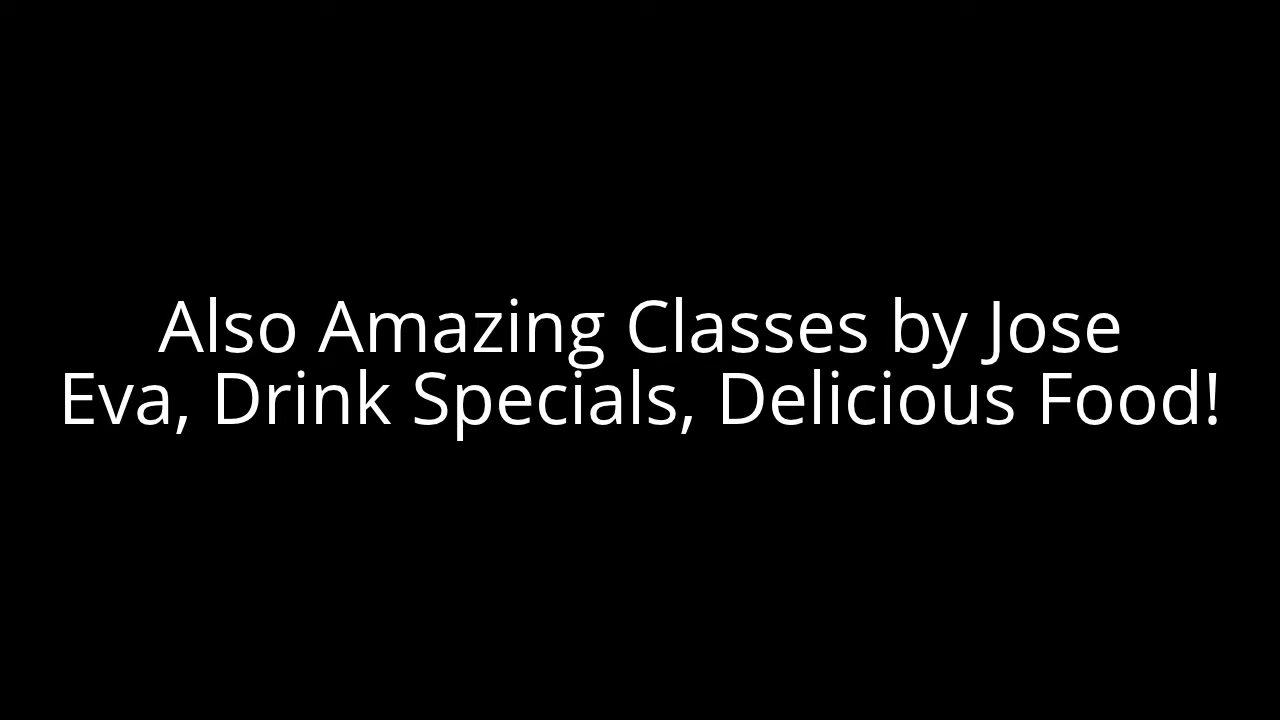 Also Amazing Classes by Jose
Eva, Drink Specials, Delicious Food!